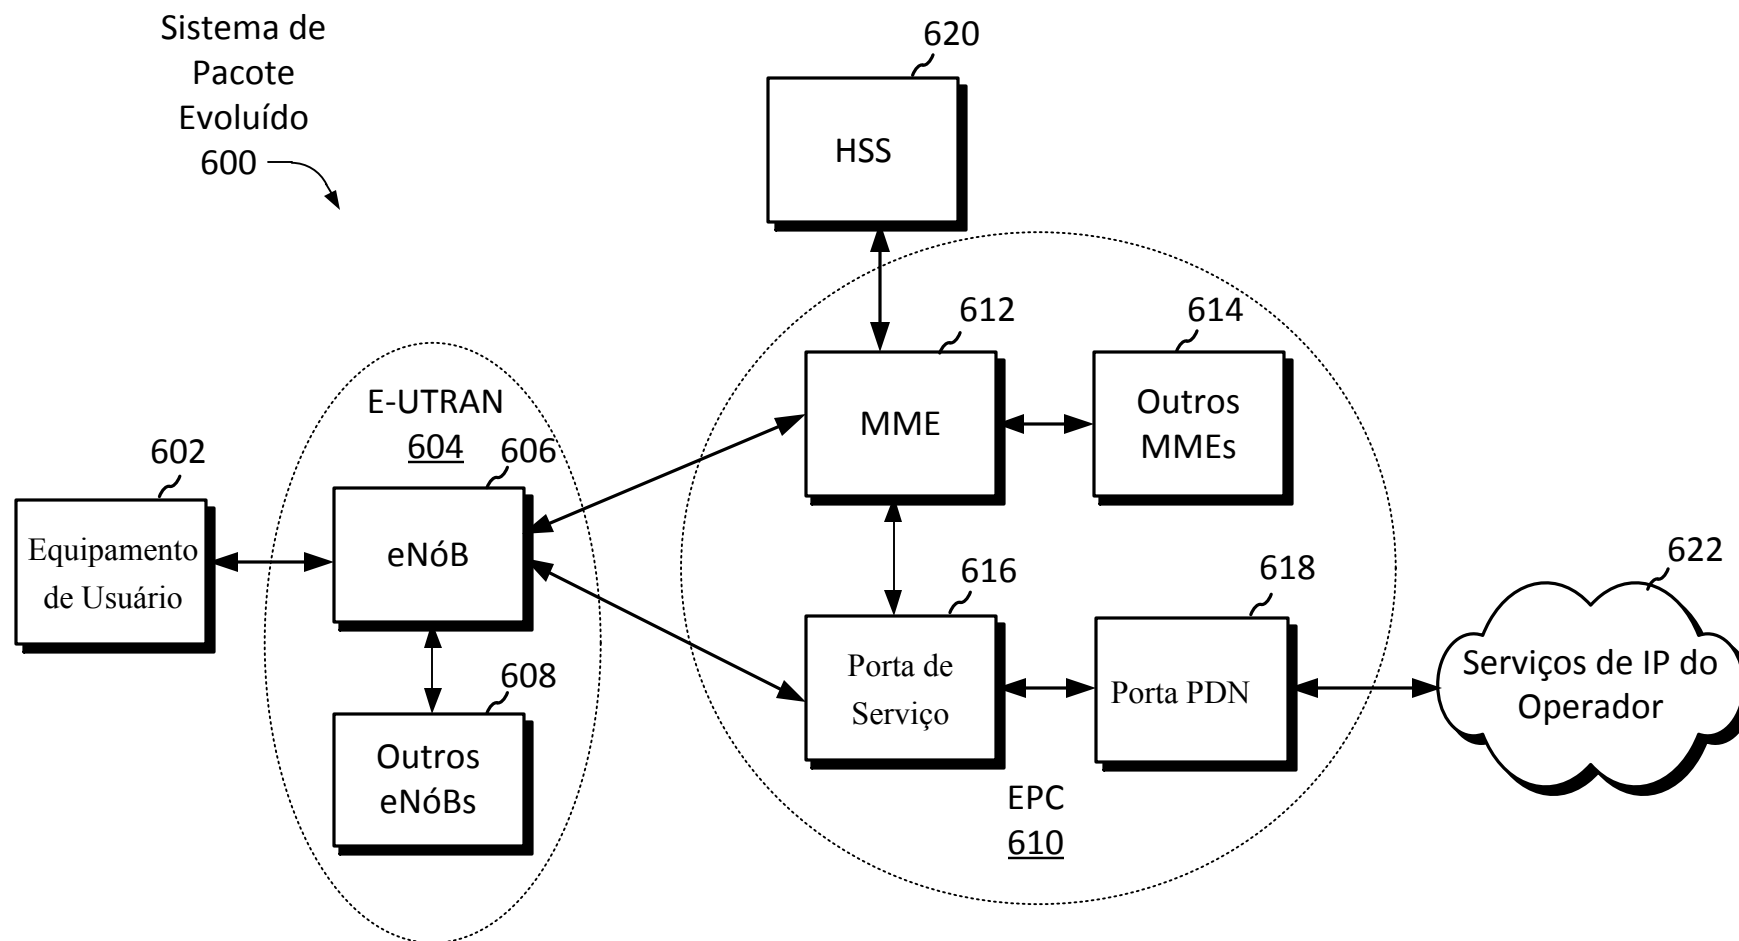 Sistema de
Pacote
Evoluído
600
620
HSS
612
614
MME
Outros
MMEs
E-UTRAN
604
606
602
eNóB
Equipamento
de Usuário
608
Outros
eNóBs
616
618
622
Porta de
Serviço
Porta PDN
Serviços de IP do
Operador
EPC
610